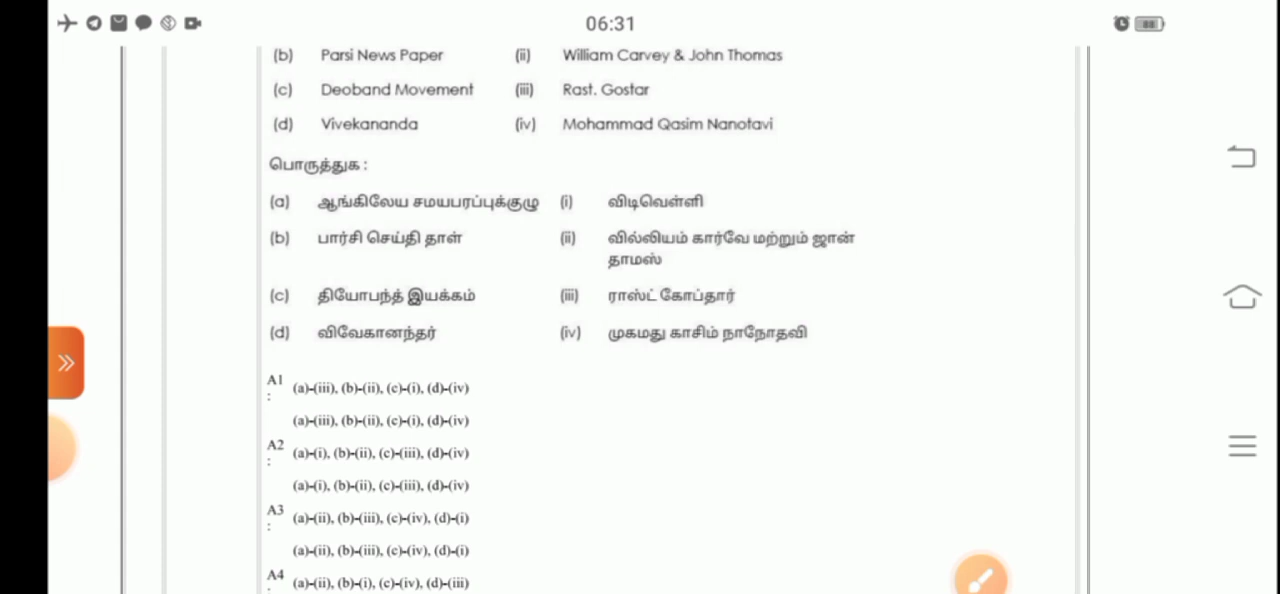 06:31
(b) Parsi News Paper (ii) William Carvey & John Thomas
(c) Deoband Movement (iii) Rast. Gostar
(d) Vivekananda (iv) Mohammad Qasim Nanotavi
பொருத்துக :
(a) ஆங்கிலேய சமயபரப்புக்குழு (i) விடிவெள்ளி
(b) பார்சி செய்தி தாள் (ii) வில்லியம் கார்வே மற்றும் ஜான்
தாமஸ்
(c) தியோபந்த் இயக்கம் (iii) ராஸ்ட் கோப்தார்
(d) விவேகானந்தர் (iv) முகமது காசிம் நாநோதவி
A1 : (a)-(iii), (b)-(ii), (c)-(i), (d)-(iv)
(a)-(iii), (b)-(ii), (c)-(i), (d)-(iv)
A2 : (a)-(i), (b)-(ii), (c)-(iii), (d)-(iv)
(a)-(i), (b)-(ii), (c)-(iii), (d)-(iv)
A3 : (a)-(ii), (b)-(iii), (c)-(iv), (d)-(i)
(a)-(ii), (b)-(iii), (c)-(iv), (d)-(i)
A4 : (a)-(ii), (b)-(i), (c)-(iv), (d)-(iii)